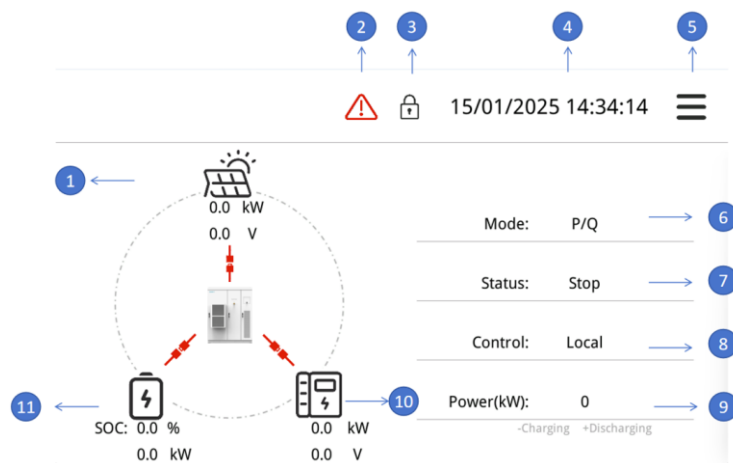 2 3 4 5
15/01/2025 14:34:14
1
0.0 kW
0.0 V
Mode: P/Q 6
Status: Stop 7
Control: Local 8
Power(kW): 0 9
-Charging +Discharging
11
10
SOC: 0.0 %
0.0 kW
0.0 kW
0.0 V